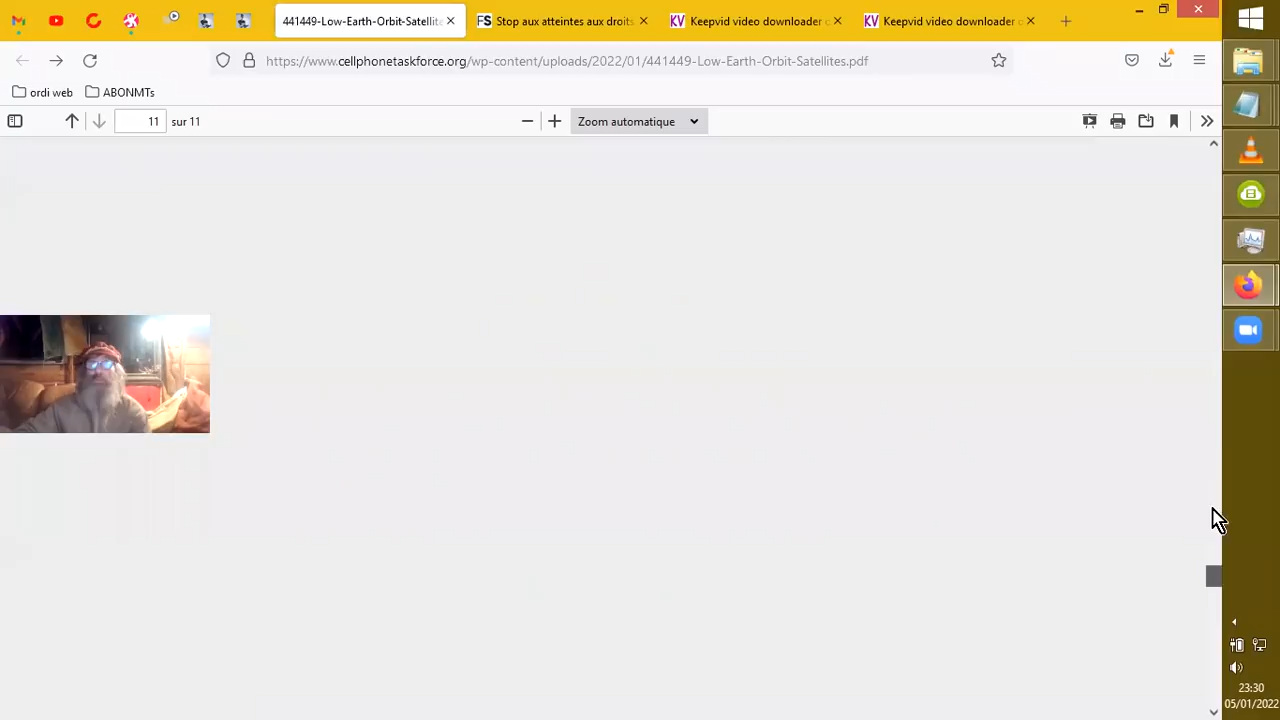 441449-Low-Earth-Orbit-Satellite
FS Stop aux atteintes aux droits
KV Keepvid video downloader
KV Keepvid video downloader
https://www.cellphonetaskforce.org/wp-content/uploads/2022/01/441449-Low-Earth-Orbit-Satellites.pdf
ordi web
ABONMTs
11 sur 11
Zoom automatique
23:30
05/01/2022